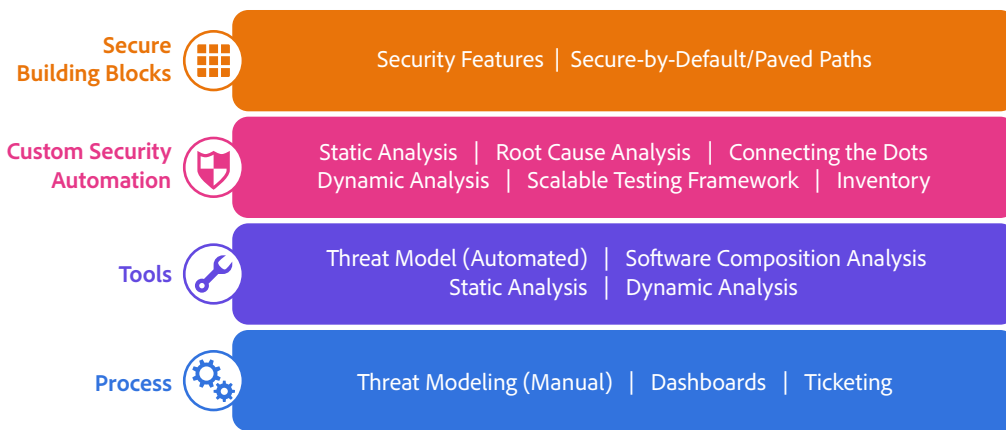 Secure
Building Blocks
Security Features | Secure-by-Default/Paved Paths
Custom Security
Automation
Static Analysis | Root Cause Analysis | Connecting the Dots
Dynamic Analysis | Scalable Testing Framework | Inventory
Tools
Threat Model (Automated) | Software Composition Analysis
Static Analysis | Dynamic Analysis
Process
Threat Modeling (Manual) | Dashboards | Ticketing